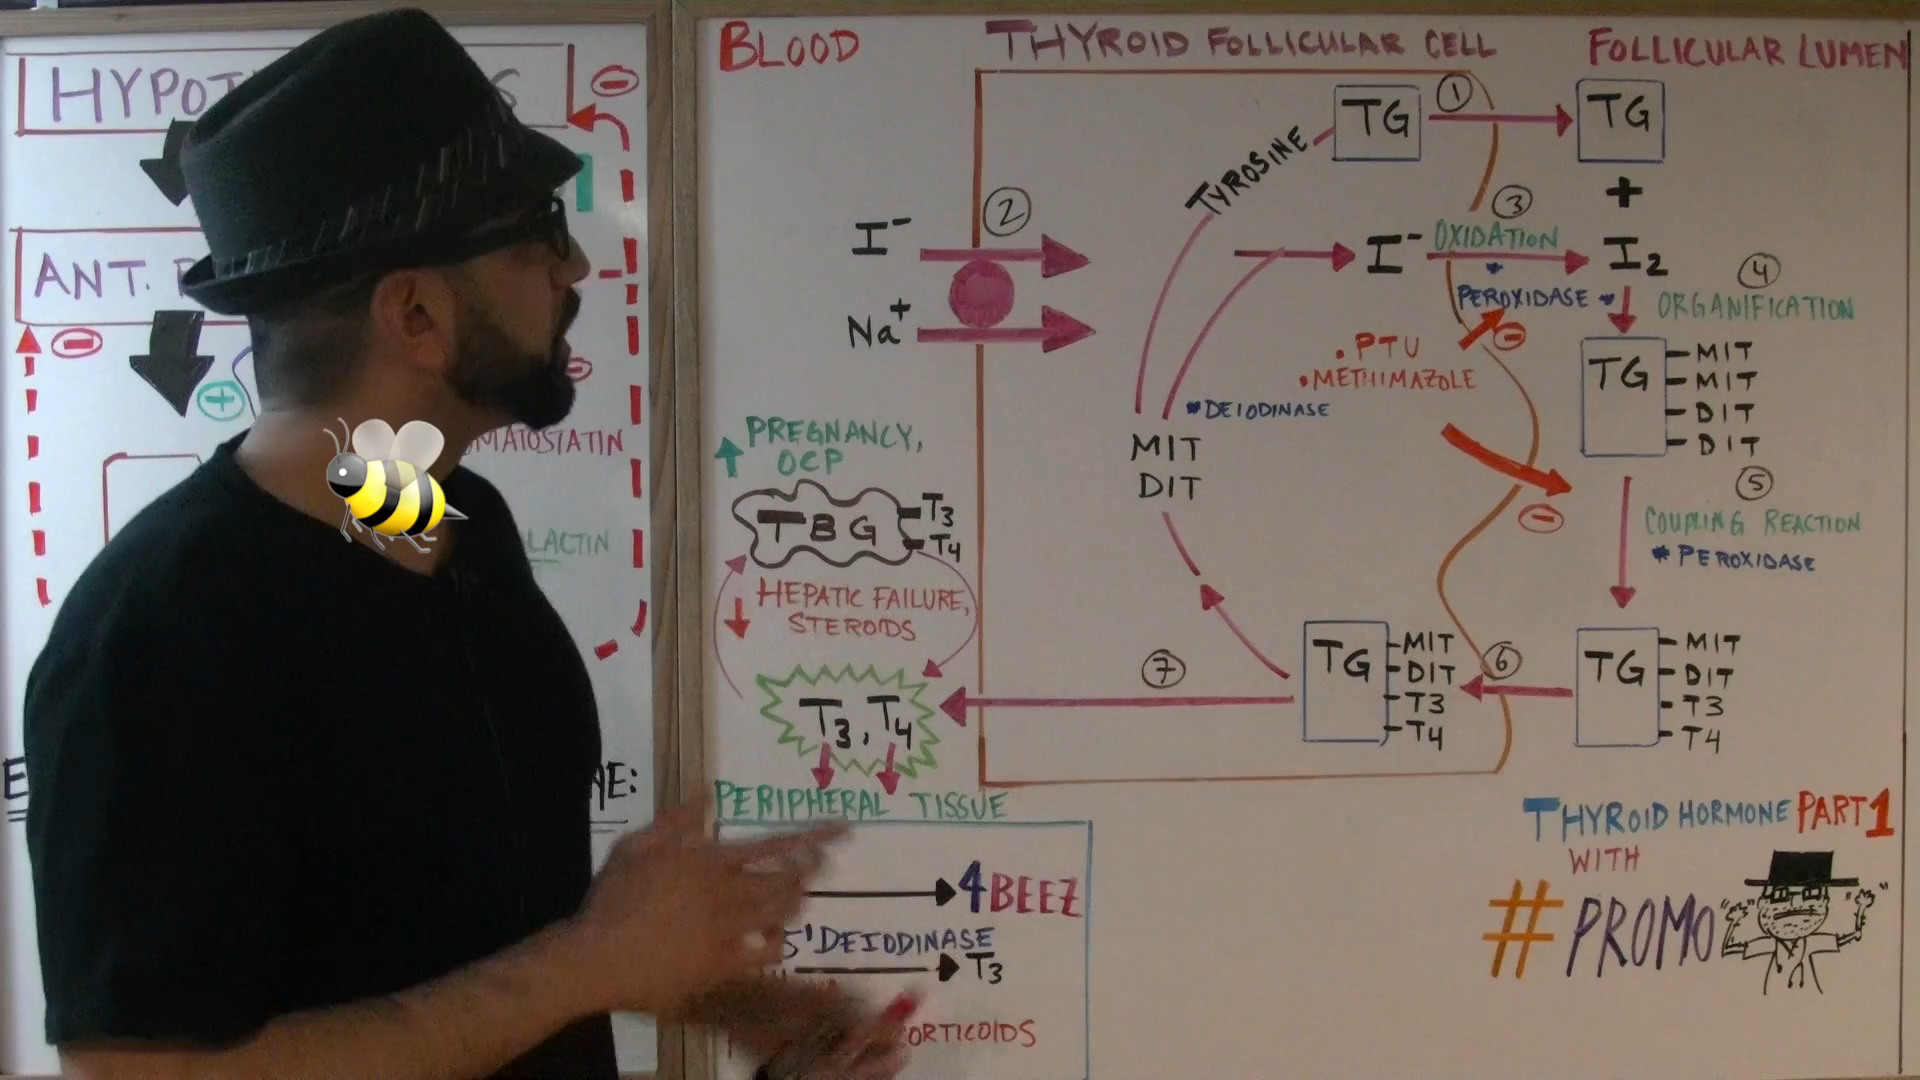 ANT.
LACTIN
BLOOD
THYROID FOLLICULAR CELL
FOLLICULAR LUMEN
TG
1
TG
TYROSINE
+
2
3
I⁻
I⁻
OXIDATION
I₂
4
Na⁺
PEROXIDASE *
ORGANIFICATION
• PTU
• METHIMAZOLE
* DEIODINASE
TG
MIT
MIT
DIT
DIT
MIT
DIT
5
COUPLING REACTION
* PEROXIDASE
PREGNANCY,
OCP
TBG
T3
T4
HEPATIC FAILURE,
STEROIDS
T₃, T₄
7
TG
MIT
DIT
T3
T4
6
TG
MIT
DIT
T3
T4
PERIPHERAL TISSUE
4BEEZ
5' DEIODINASE
T₃
ORTICOIDS
THYROID HORMONE PART 1
WITH
#PROMO